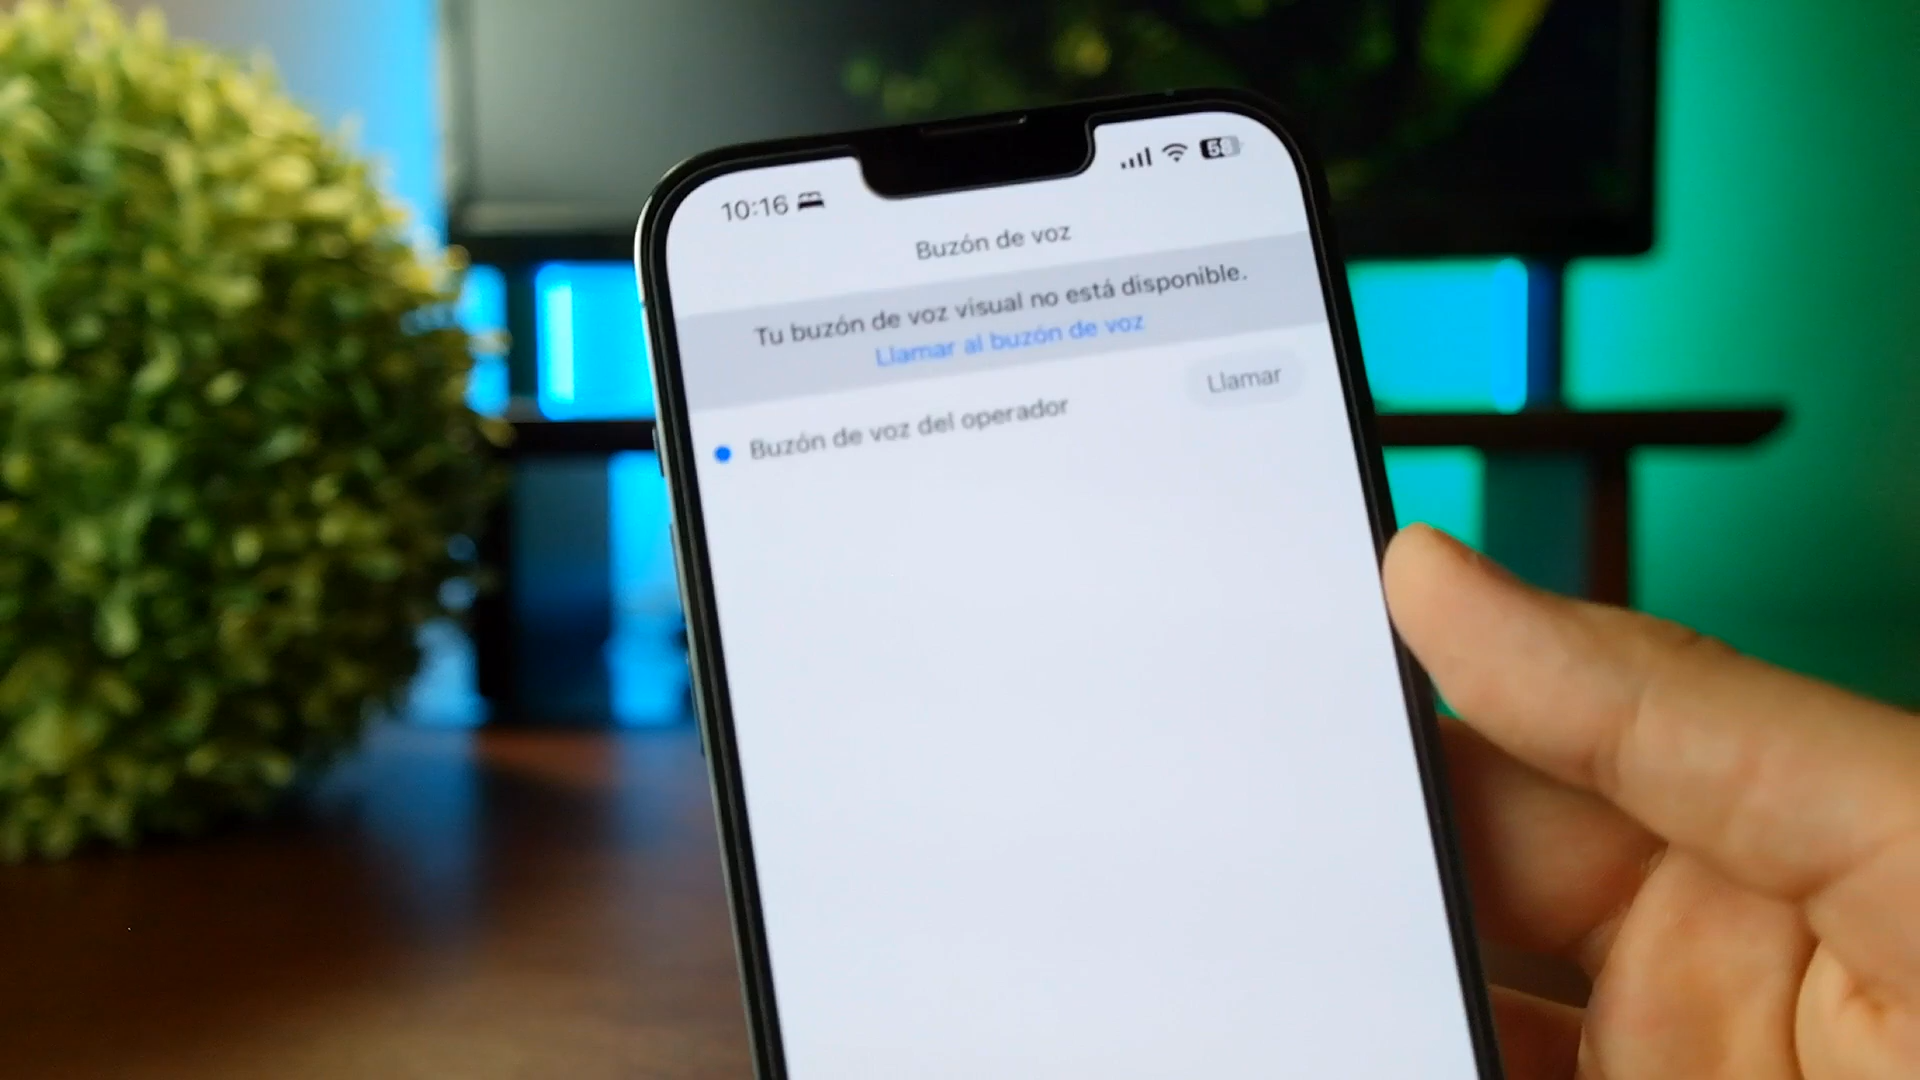 10:16
Buzón de voz
Tu buzón de voz visual no está disponible.
Llamar al buzón de voz
Buzón de voz del operador
Llamar